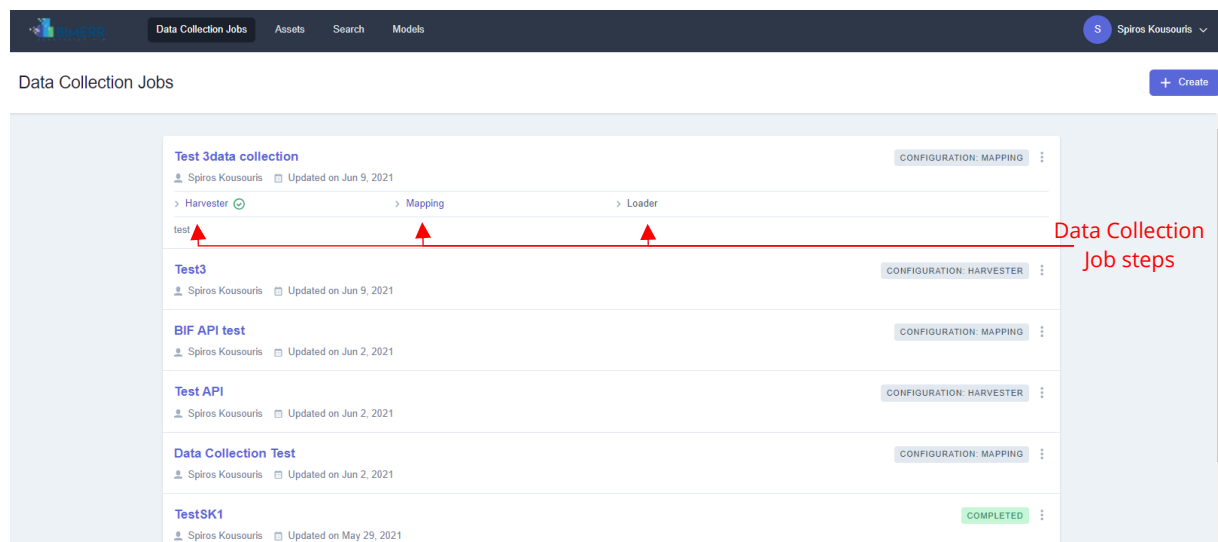 BIMERR
Data Collection Jobs Assets Search Models
S Spiros Kousouris
Data Collection Jobs
+ Create
Test 3data collection
CONFIGURATION: MAPPING
Spiros Kousouris Updated on Jun 9, 2021
> Harvester > Mapping > Loader
test
Data Collection
Job steps
Test3
CONFIGURATION: HARVESTER
Spiros Kousouris Updated on Jun 9, 2021
BIF API test
CONFIGURATION: MAPPING
Spiros Kousouris Updated on Jun 2, 2021
Test API
CONFIGURATION: HARVESTER
Spiros Kousouris Updated on Jun 2, 2021
Data Collection Test
CONFIGURATION: MAPPING
Spiros Kousouris Updated on Jun 2, 2021
TestSK1
COMPLETED
Spiros Kousouris Updated on May 29, 2021